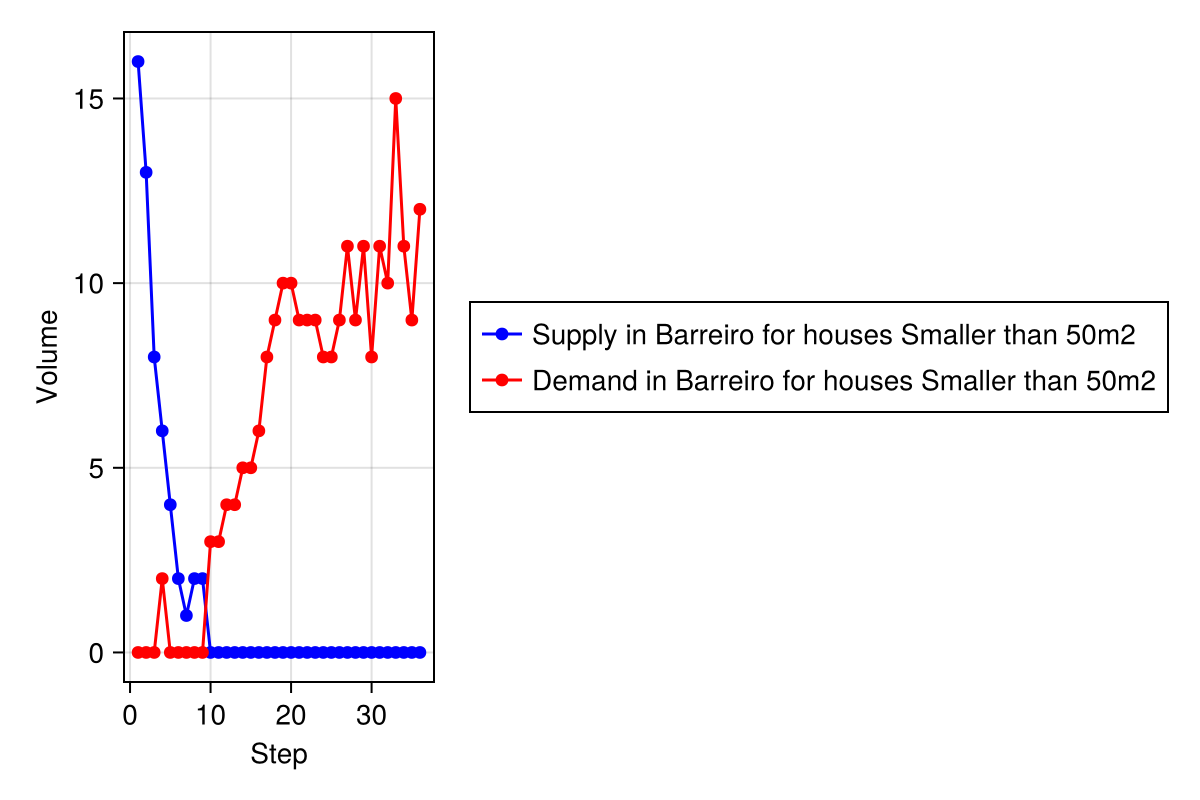 15
10
5
0
Volume
0 10 20 30
Step
Supply in Barreiro for houses Smaller than 50m2
Demand in Barreiro for houses Smaller than 50m2